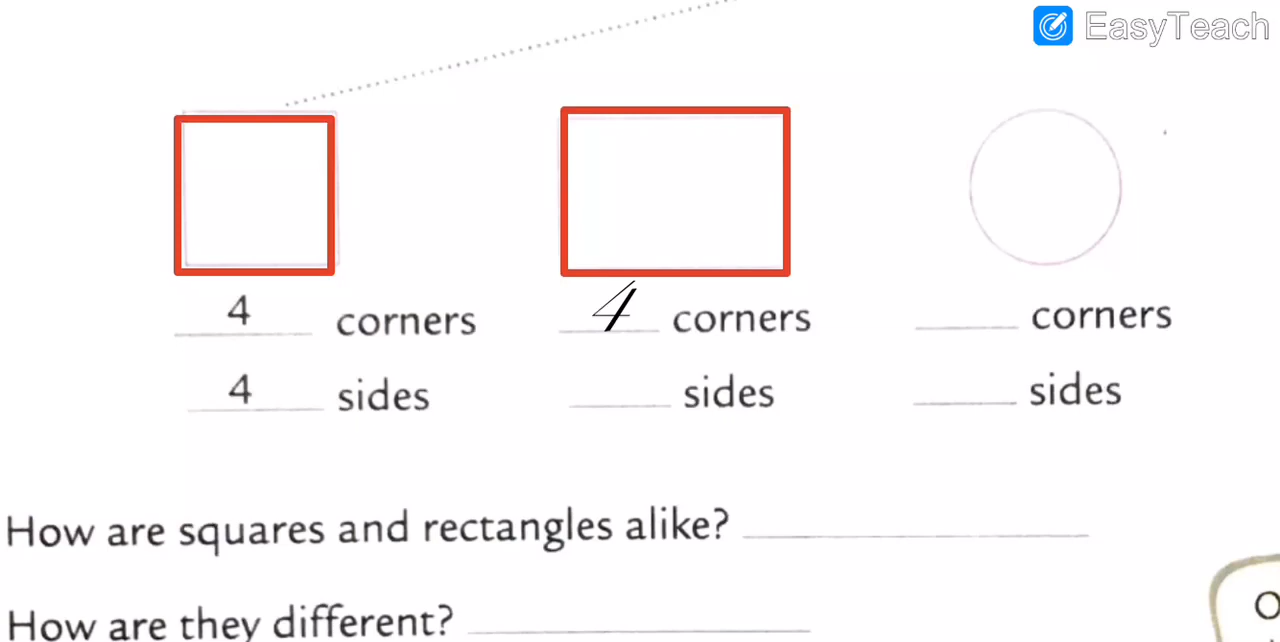 EasyTeach
4 corners 4 corners corners
4 sides sides sides
How are squares and rectangles alike?
How are they different?